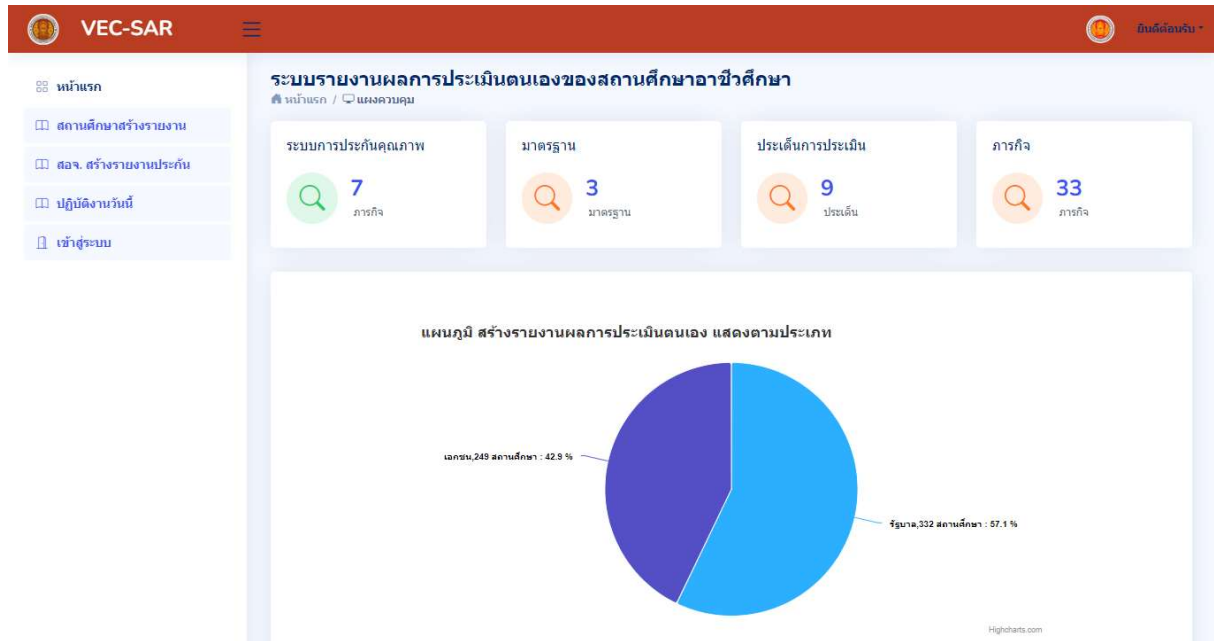 VEC-SAR
ยินดีต้อนรับ
หน้าแรก
สถานศึกษาสร้างรายงาน
สอจ. สร้างรายงานประกัน
ปฏิบัติงานวันนี้
เข้าสู่ระบบ
ระบบรายงานผลการประเมินตนเองของสถานศึกษาอาชีวศึกษา
หน้าแรก / แผงควบคุม
ระบบการประกันคุณภาพ
7
ภารกิจ
มาตรฐาน
3
มาตรฐาน
ประเด็นการประเมิน
9
ประเด็น
ภารกิจ
33
ภารกิจ
แผนภูมิ สร้างรายงานผลการประเมินตนเอง แสดงตามประเภท
เอกชน,249 สถานศึกษา : 42.9 %
รัฐบาล,332 สถานศึกษา : 57.1 %
Highcharts.com